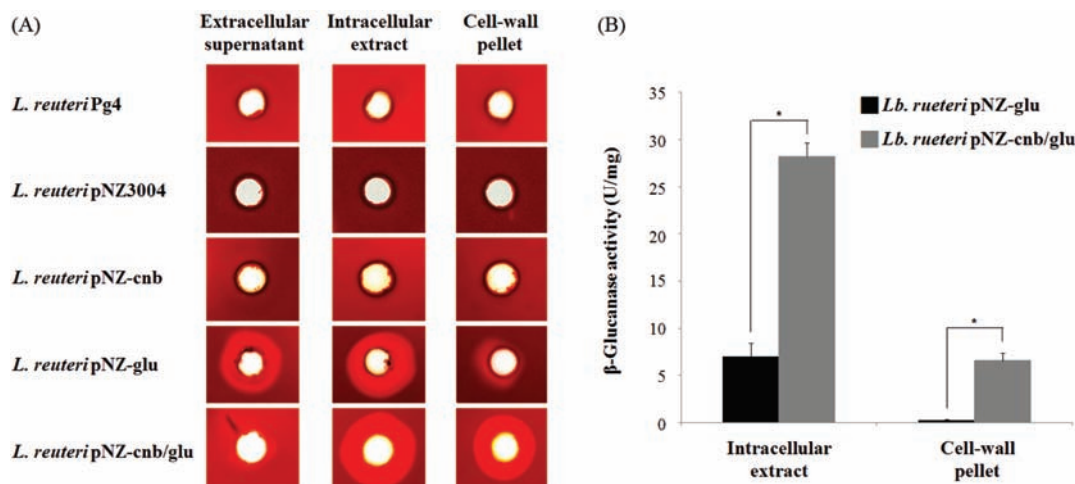 (A)
Extracellular
supernatant
Intracellular
extract
Cell-wall
pellet
L. reuteri Pg4
L. reuteri pNZ3004
L. reuteri pNZ-cnb
L. reuteri pNZ-glu
L. reuteri pNZ-cnb/glu
(B)
β-Glucanase activity (U/mg)
35
30
25
20
15
10
5
0
*
*
Lb. rueteri pNZ-glu
Lb. rueteri pNZ-cnb/glu
Intracellular
extract
Cell-wall
pellet